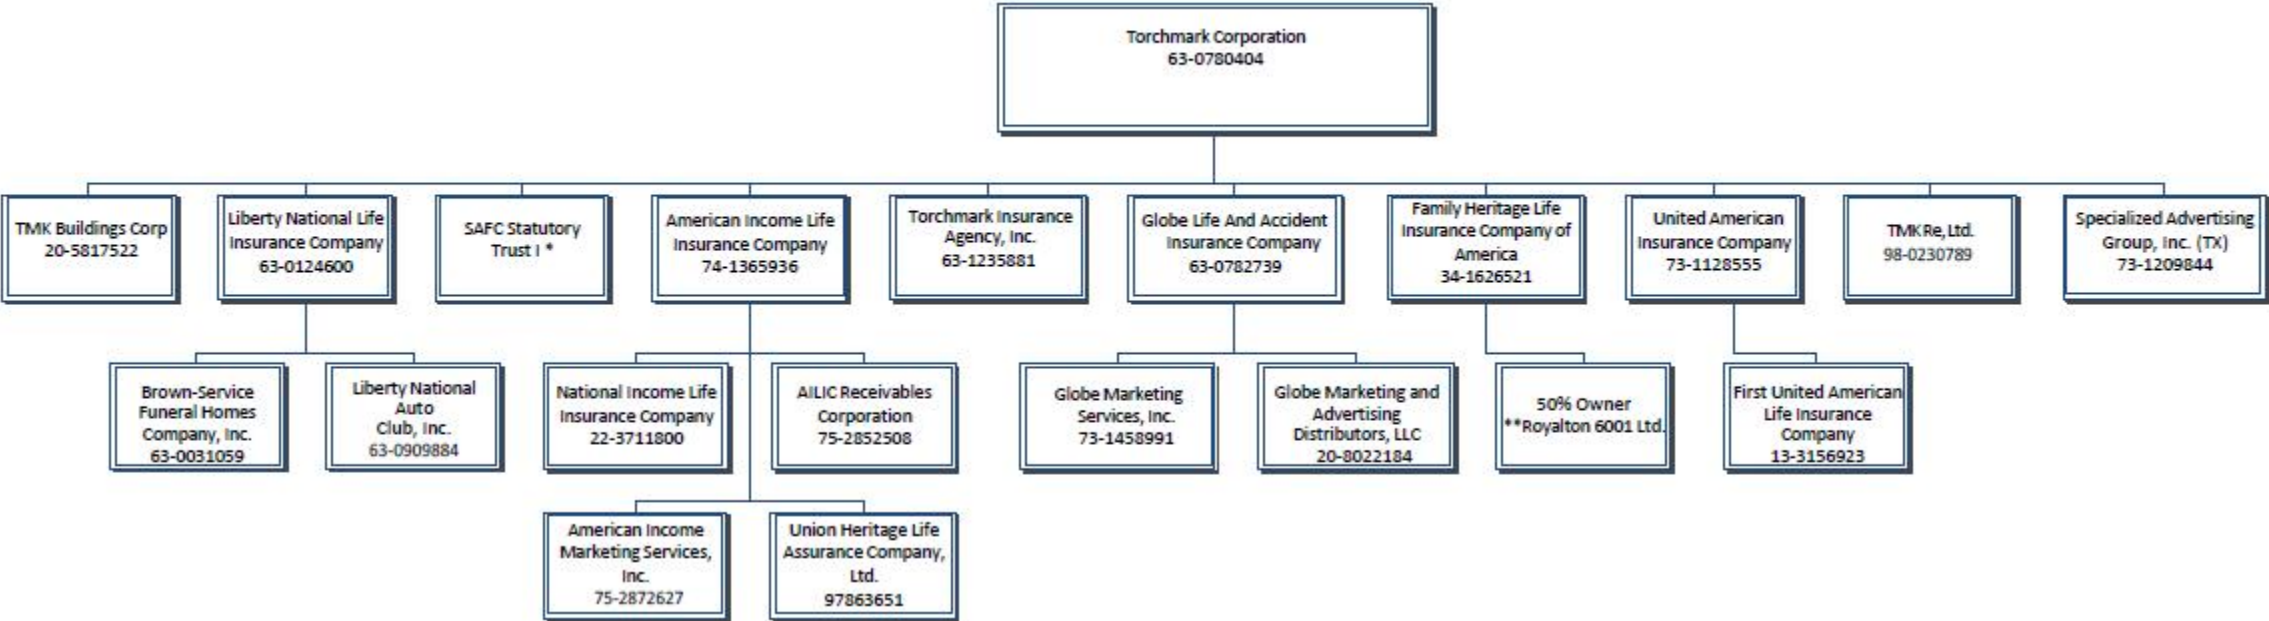 Torchmark Corporation
63-0780404
TMK Buildings Corp
20-5817522
Liberty National Life
Insurance Company
63-0124600
SAFC Statutory
Trust I *
American Income Life
Insurance Company
74-1365936
Torchmark Insurance
Agency, Inc.
63-1235881
Globe Life And Accident
Insurance Company
63-0782739
Family Heritage Life
Insurance Company of
America
34-1626521
United American
Insurance Company
73-1128555
TMK Re, Ltd.
98-0230789
Specialized Advertising
Group, Inc. (TX)
73-1209844
Brown-Service
Funeral Homes
Company, Inc.
63-0031059
Liberty National
Auto
Club, Inc.
63-0909884
National Income Life
Insurance Company
22-3711800
AILIC Receivables
Corporation
75-2852508
Globe Marketing
Services, Inc.
73-1458991
Globe Marketing and
Advertising
Distributors, LLC
20-8022184
50% Owner
**Royalton 6001 Ltd.
First United American
Life Insurance
Company
13-3156923
American Income
Marketing Services,
Inc.
75-2872627
Union Heritage Life
Assurance Company,
Ltd.
97863651